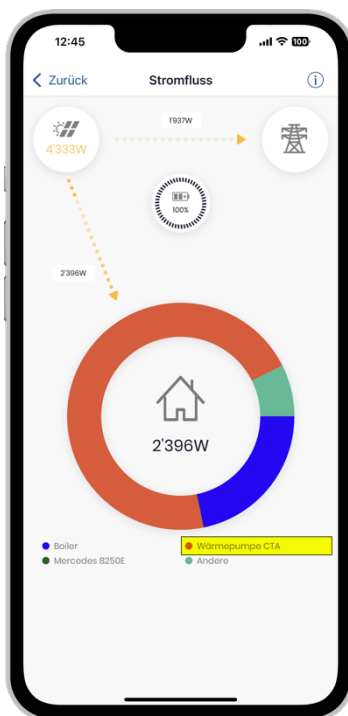 12:45
100
Zurück
Stromfluss
1'937W
4'333W
100%
2'396W
2'396W
Boiler
Wärmepumpe CTA
Mercedes B250E
Andere